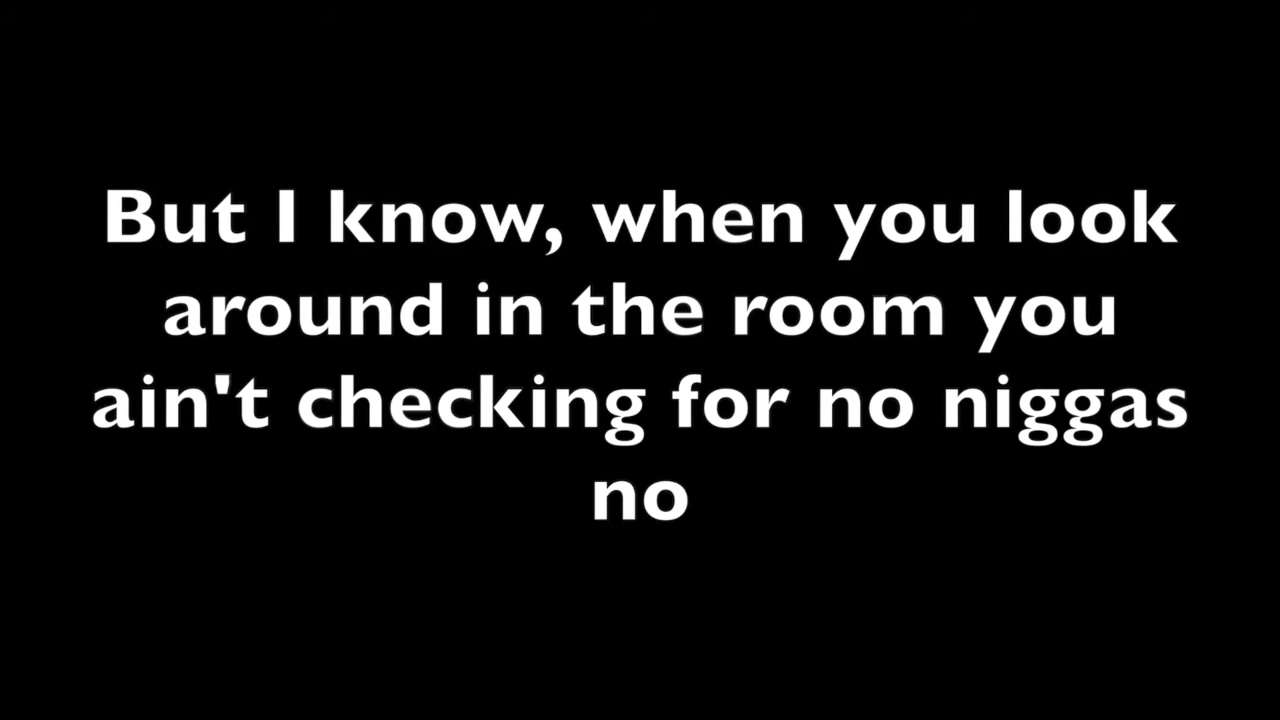 But I know, when you look
around in the room you
ain't checking for no niggas
no